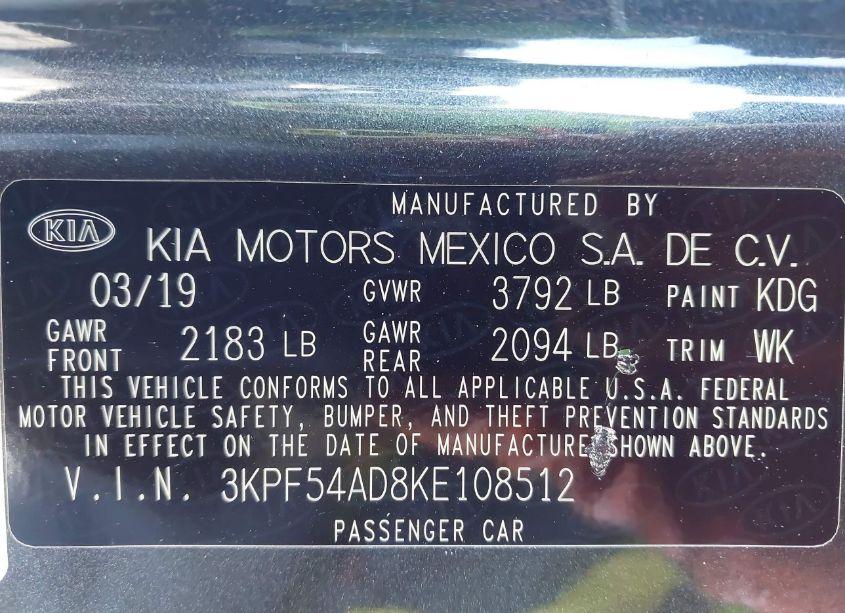 MANUFACTURED BY
KIA KIA MOTORS MEXICO S.A. DE C.V.
03/19 GVWR 3792 LB PAINT KDG
GAWR FRONT 2183 LB GAWR REAR 2094 LB TRIM WK
THIS VEHICLE CONFORMS TO ALL APPLICABLE U.S.A. FEDERAL
MOTOR VEHICLE SAFETY, BUMPER, AND THEFT PREVENTION STANDARDS
IN EFFECT ON THE DATE OF MANUFACTURE SHOWN ABOVE.
V.I.N. 3KPF54AD8KE108512
PASSENGER CAR